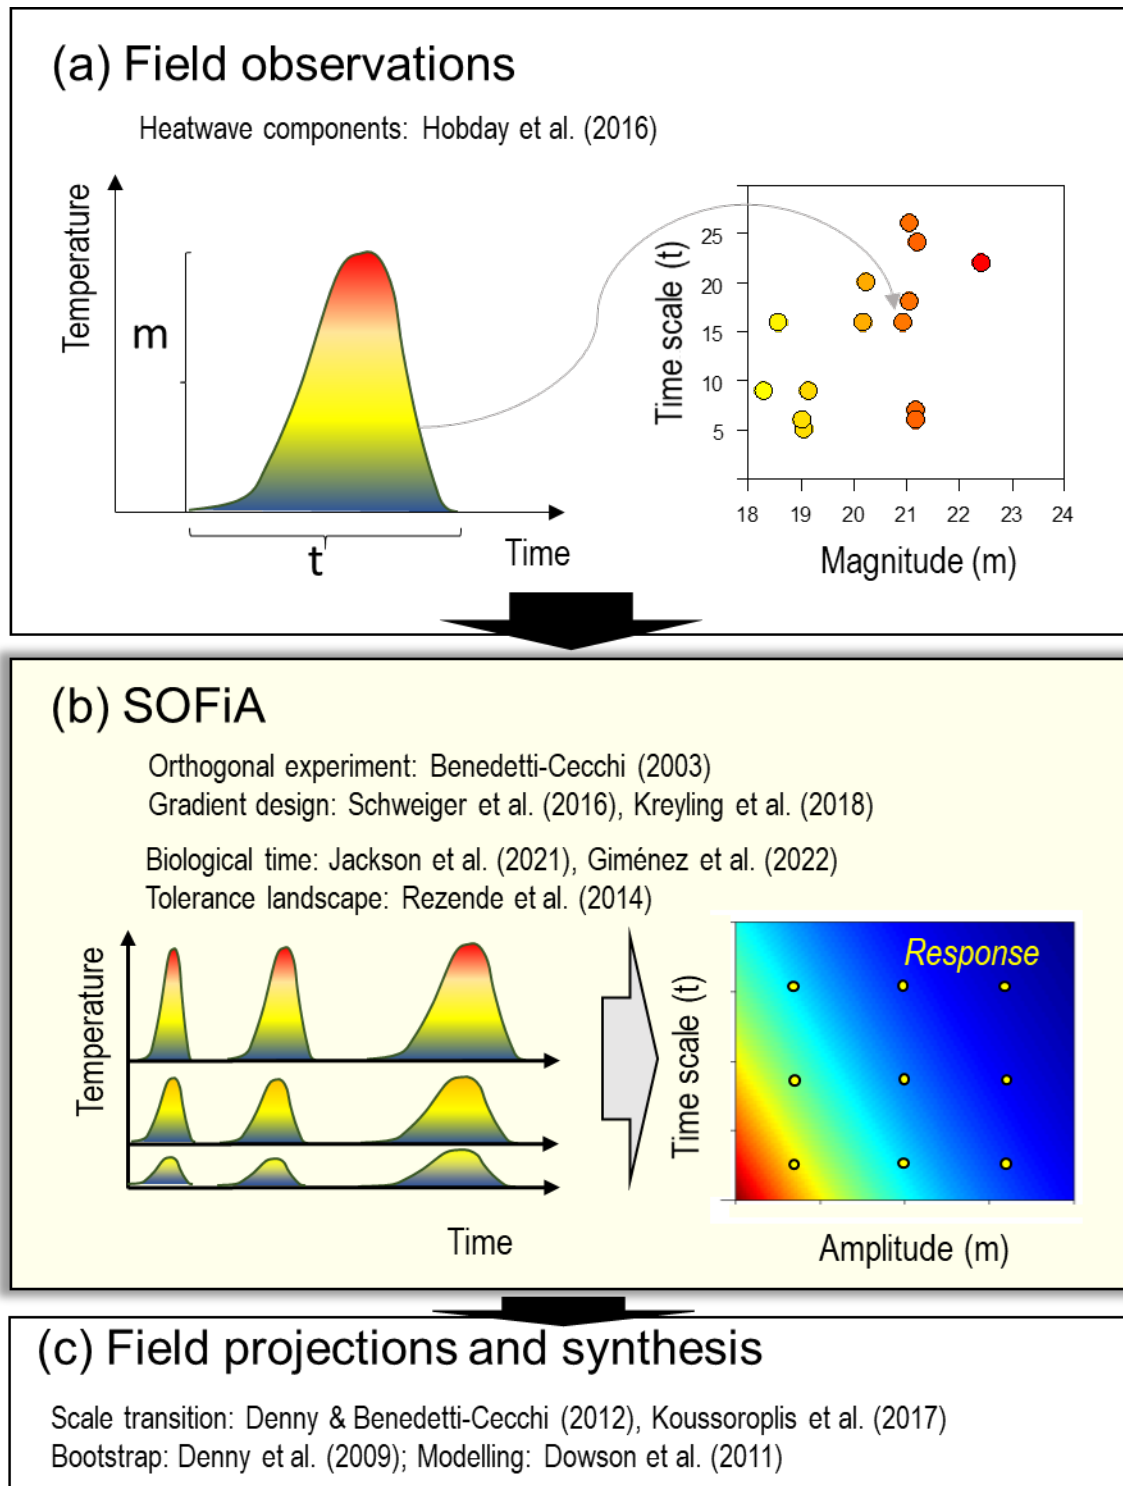 (a) Field observations
Heatwave components: Hobday et al. (2016)
Temperature
m
t
Time
Time scale (t)
25
20
15
10
5
18 19 20 21 22 23 24
Magnitude (m)
(b) SOFiA
Orthogonal experiment: Benedetti-Cecchi (2003)
Gradient design: Schweiger et al. (2016), Kreyling et al. (2018)
Biological time: Jackson et al. (2021), Giménez et al. (2022)
Tolerance landscape: Rezende et al. (2014)
Temperature
Time
Response
Time scale (t)
Amplitude (m)
(c) Field projections and synthesis
Scale transition: Denny & Benedetti-Cecchi (2012), Koussoroplis et al. (2017)
Bootstrap: Denny et al. (2009); Modelling: Dowson et al. (2011)